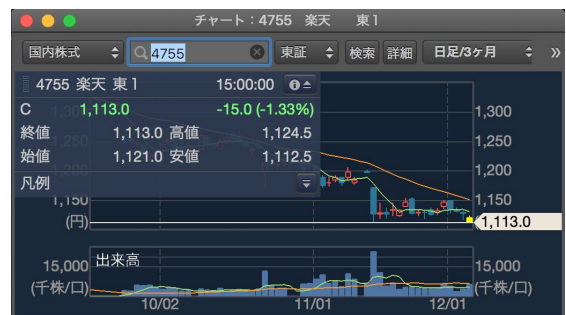 チャート：4755 楽天 東1
国内株式 4755 東証 検索 詳細 日足/3ヶ月 »
4755 楽天 東1 15:00:00
C 1,113.0 -15.0 (-1.33%)
終値 1,113.0 高値 1,124.5
始値 1,121.0 安値 1,112.5
凡例
1,300
1,250
1,200
1,150 1,150
(円) 1,113.0
出来高
15,000 15,000
(千株/口) (千株/口)
10/02 11/01 12/01